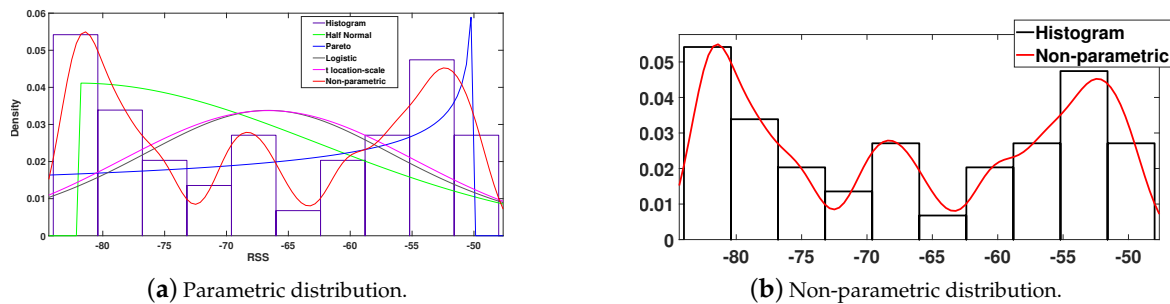 0.06
0.05
0.04
0.03
0.02
0.01
0
Density
-80
-75
-70
-65
-60
-55
-50
RSS
Histogram
Half Normal
Pareto
Logistic
t location-scale
Non-parametric
(a) Parametric distribution.
0.05
0.04
0.03
0.02
0.01
0
-80
-75
-70
-65
-60
-55
-50
Histogram
Non-parametric
(b) Non-parametric distribution.